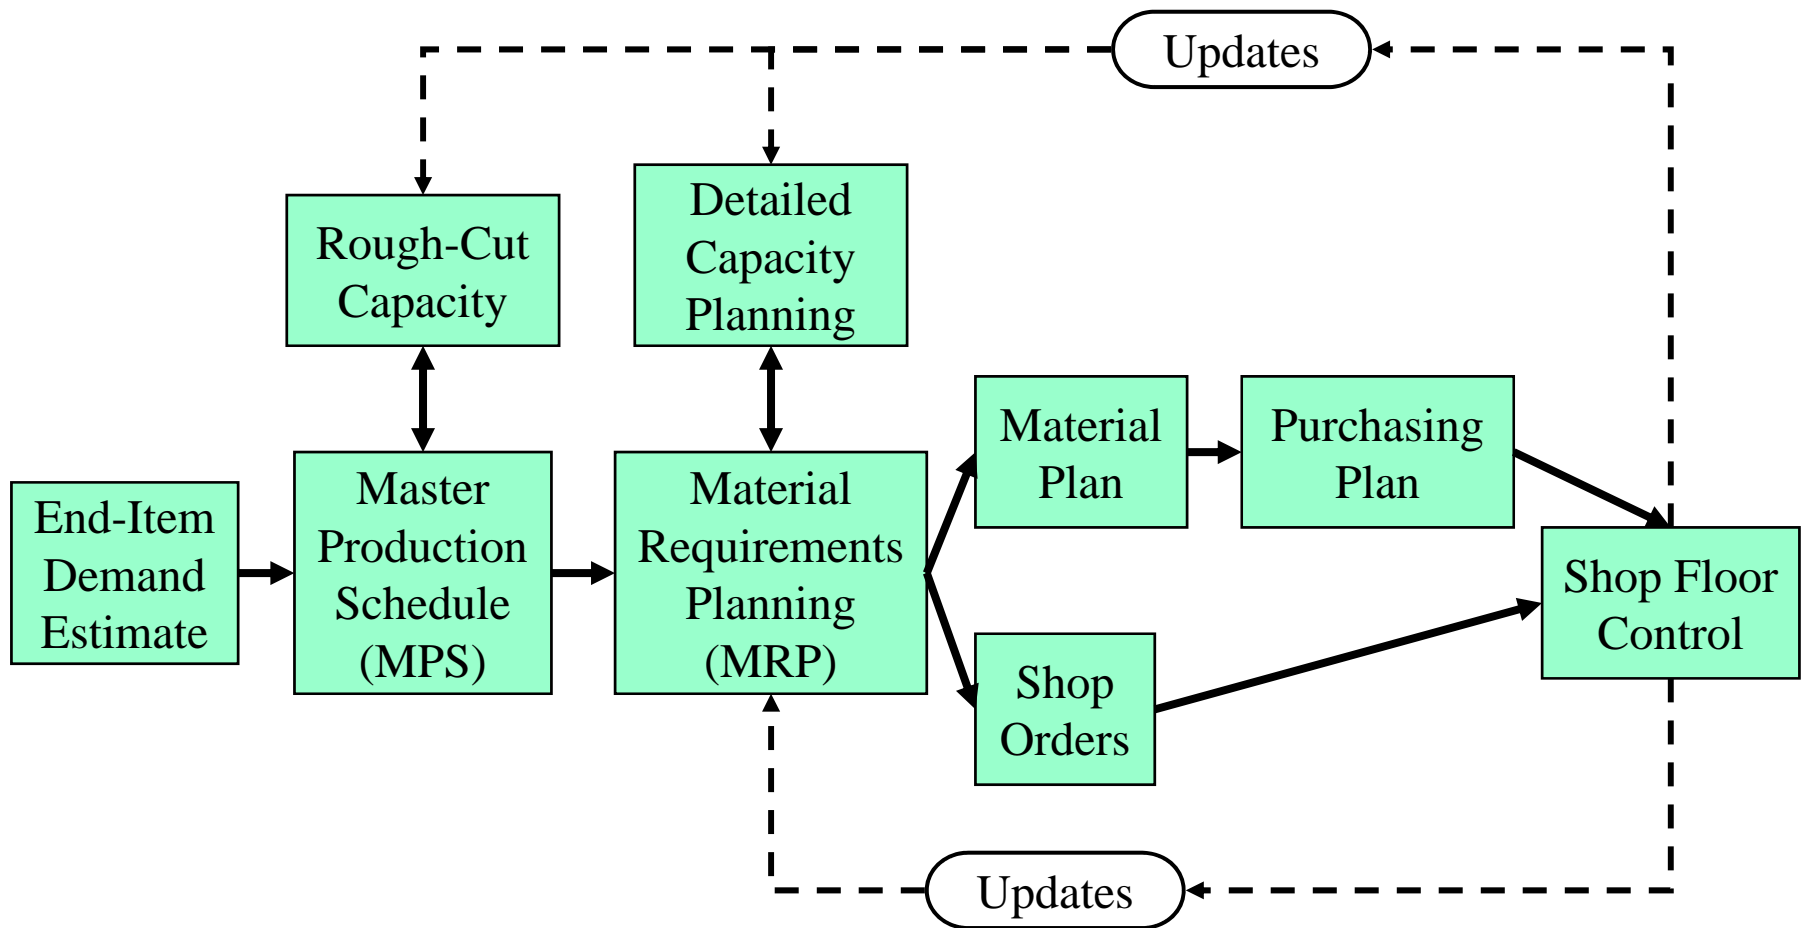 Updates
Rough-Cut
Capacity
Detailed
Capacity
Planning
End-Item
Demand
Estimate
Master
Production
Schedule
(MPS)
Material
Requirements
Planning
(MRP)
Material
Plan
Purchasing
Plan
Shop
Orders
Shop Floor
Control
Updates